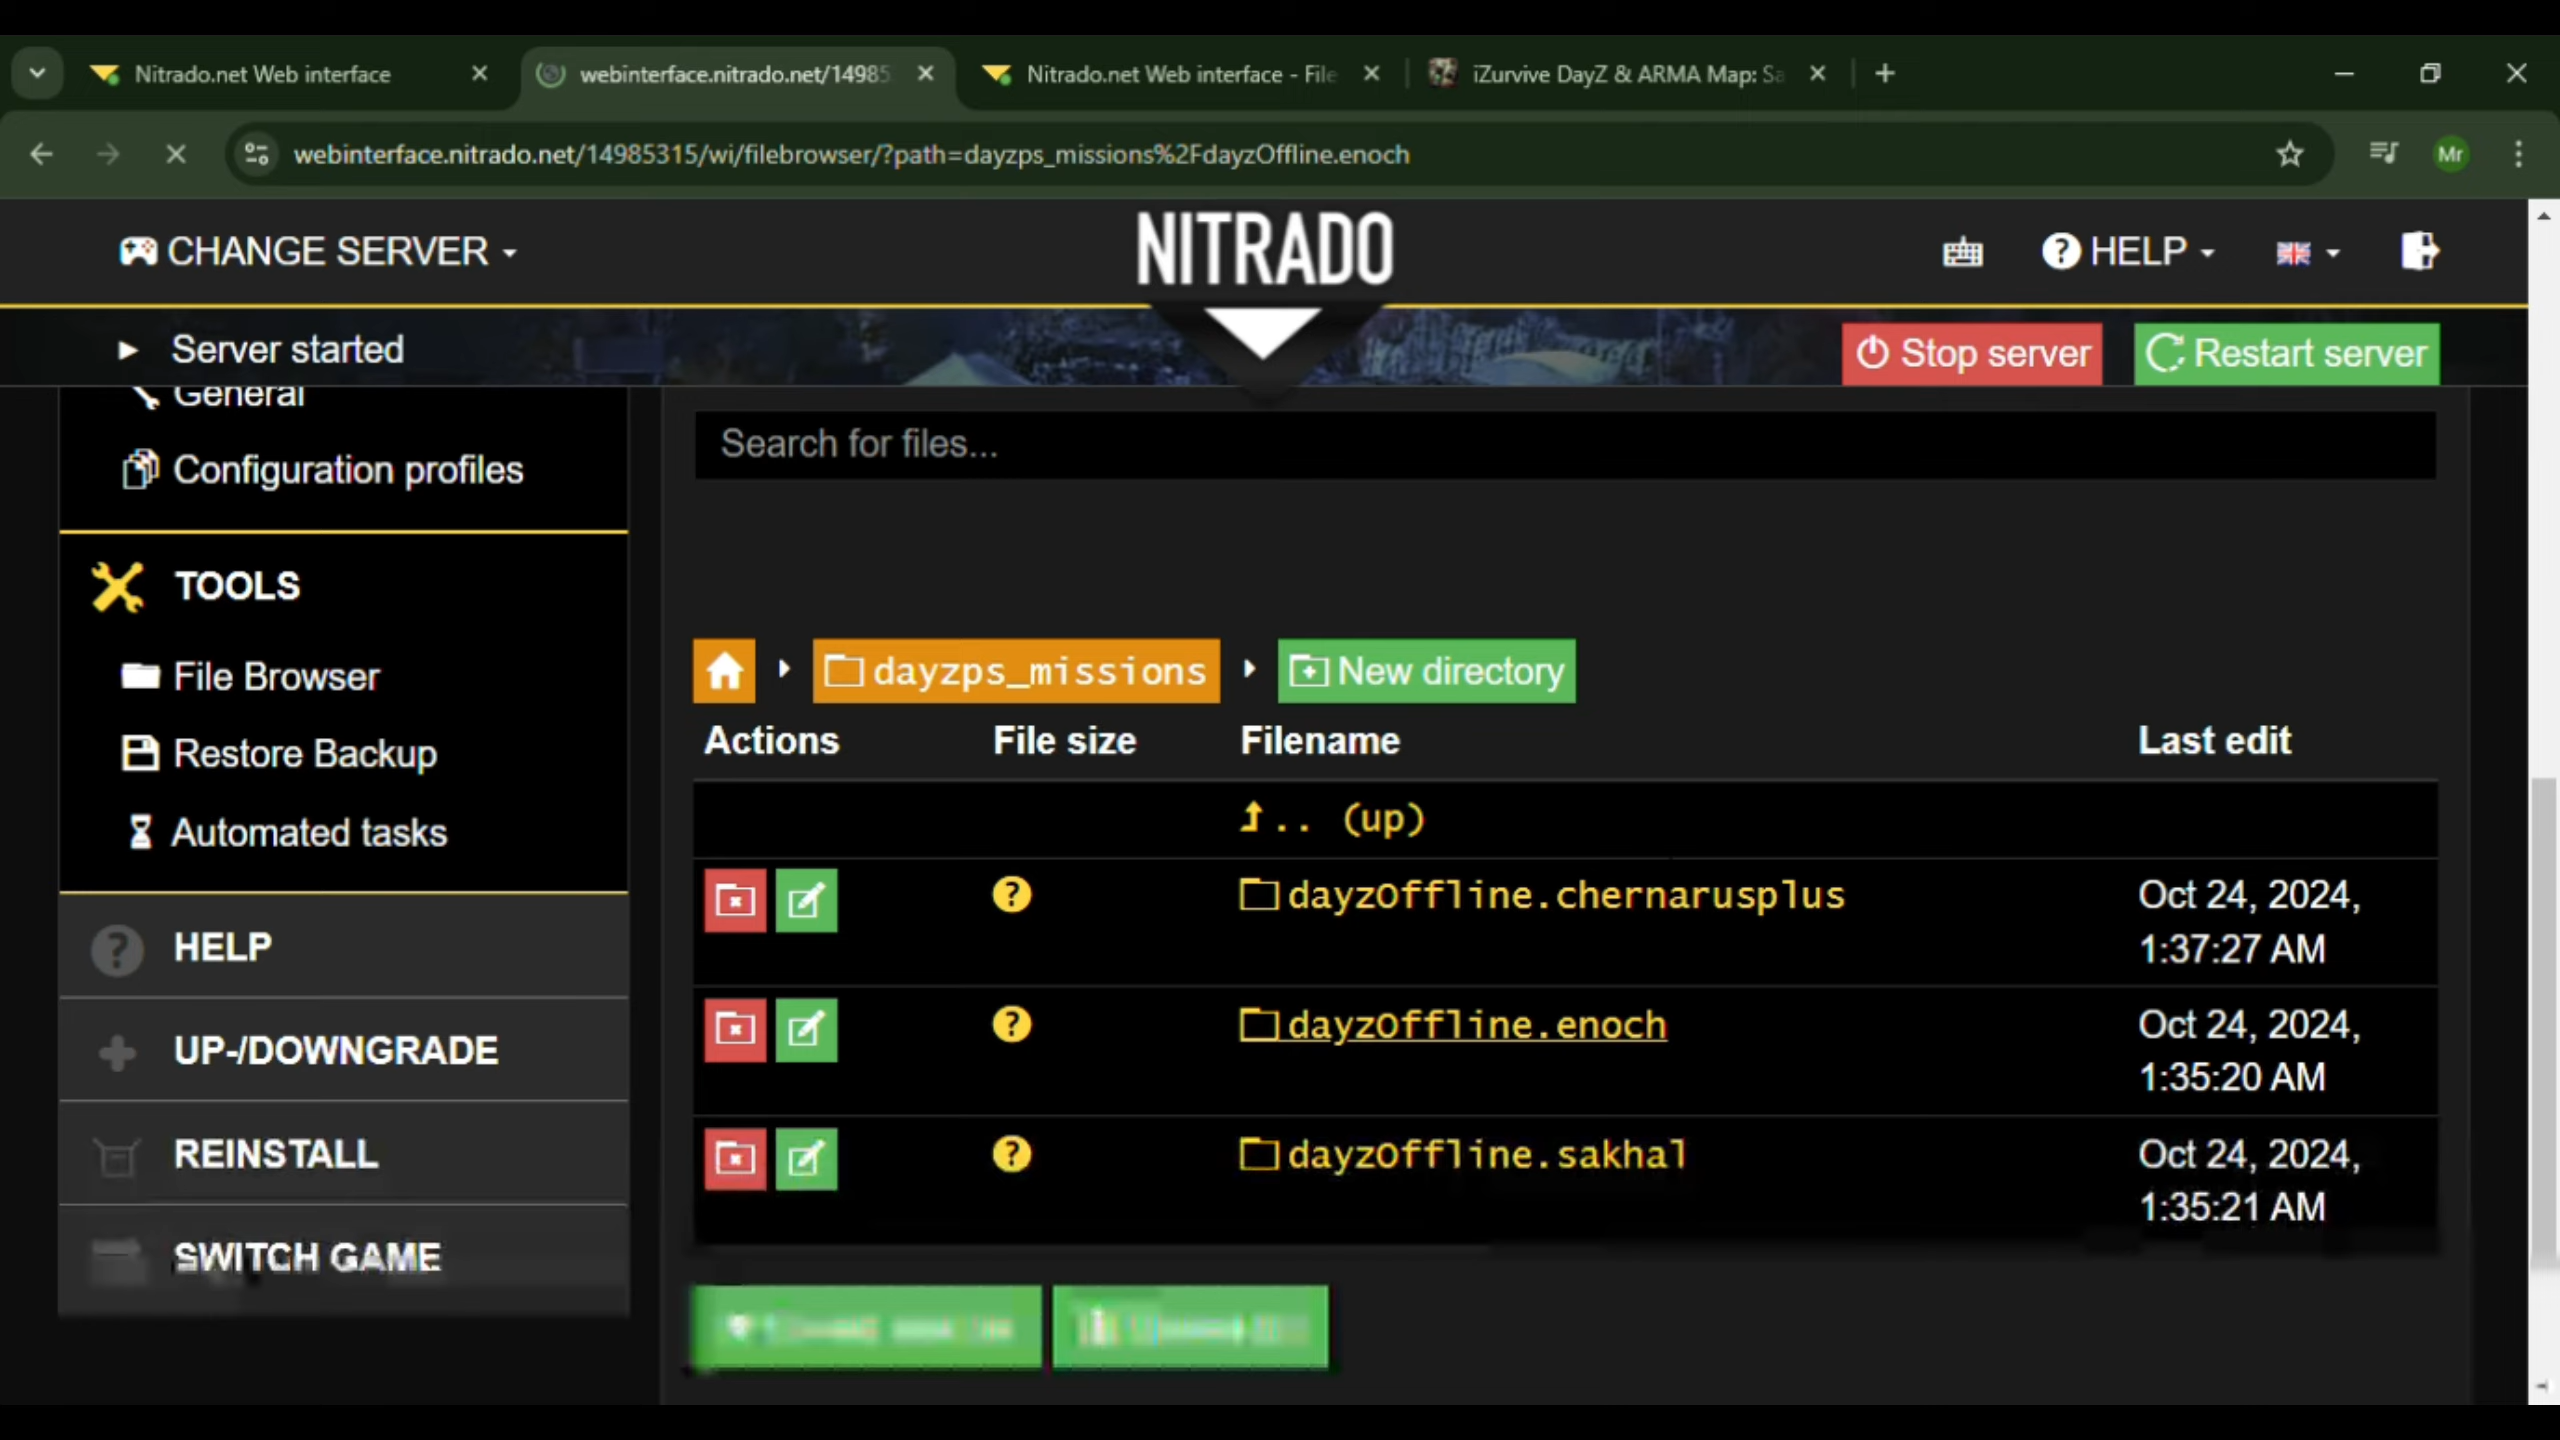 Nitrado.net Web interface
webinterface.nitrado.net/14985
Nitrado.net Web interface - File
iZurvive DayZ & ARMA Map: Sa
webinterface.nitrado.net/14985315/wi/filebrowser/?path=dayzps_missions%2FdayzOffline.enoch
Mr
CHANGE SERVER
NITRADO
HELP
Server started
Stop server
Restart server
General
Configuration profiles
TOOLS
File Browser
Restore Backup
Automated tasks
HELP
UP-/DOWNGRADE
REINSTALL
SWITCH GAME
Search for files...
dayzps_missions
New directory
Actions File size Filename Last edit
.. (up)
dayzOffline.chernarusplus Oct 24, 2024,
1:37:27 AM
dayzOffline.enoch Oct 24, 2024,
1:35:20 AM
dayzOffline.sakhal Oct 24, 2024,
1:35:21 AM